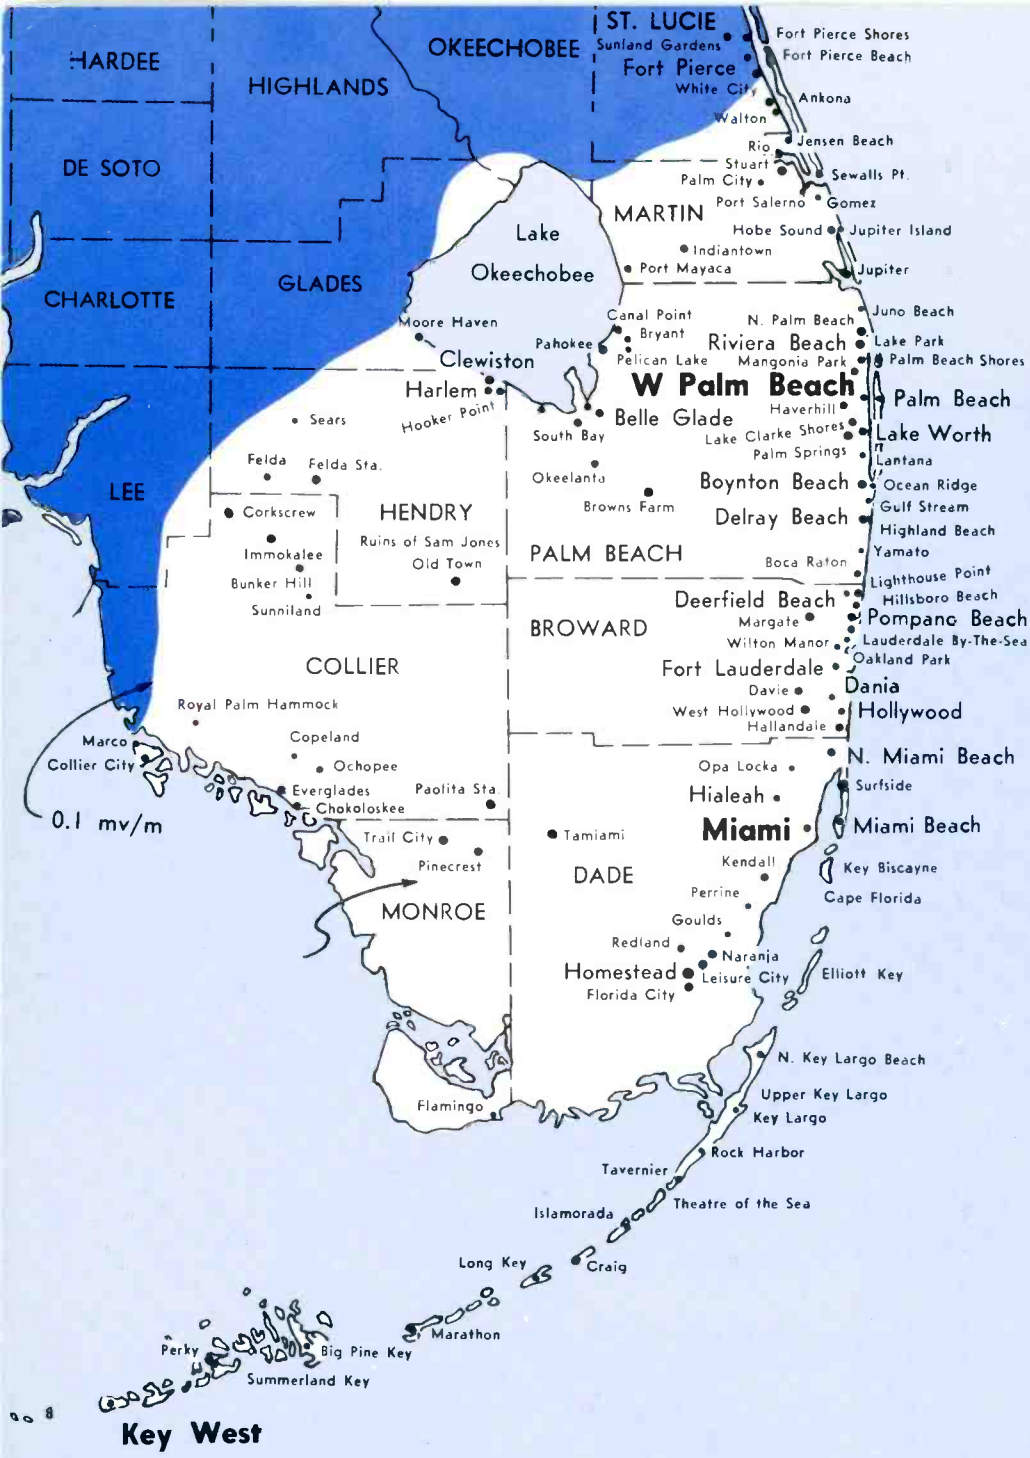 ST. LUCIE
Fort Pierce Shores
OKEECHOBEE
Sunland Gardens
Fort Pierce Beach
HARDEE
Fort Pierce
HIGHLANDS
White City
Ankona
Walton
Jensen Beach
Rio
DE SOTO
Stuart
Sewalls Pt.
Palm City
Port Salerno
Gomez
MARTIN
Lake
Hobe Sound
Jupiter Island
Indiantown
Okeechobee
Port Mayaca
Jupiter
GLADES
CHARLOTTE
Juno Beach
Canal Point
N. Palm Beach
Moore Haven
Bryant
Riviera Beach
Lake Park
Pahokee
Clewiston
Pelican Lake
Mangonia Park
Palm Beach Shores
W Palm Beach
Harlem
Palm Beach
Hooker Point
Haverhill
Sears
Belle Glade
South Bay
Lake Clarke Shores
Lake Worth
Palm Springs
Felda
Felda Sta.
Lantana
Okeelanta
Boynton Beach
Ocean Ridge
LEE
Browns Farm
Gulf Stream
Corkscrew
HENDRY
Delray Beach
Highland Beach
Immokalee
Ruins of Sam Jones
Old Town
PALM BEACH
Yamato
Boca Raton
Bunker Hill
Lighthouse Point
Sunniland
Deerfield Beach
Hillsboro Beach
Margate
Pompano Beach
BROWARD
Wilton Manor
Lauderdale By-The-Sea
COLLIER
Fort Lauderdale
Oakland Park
Davie
Dania
Royal Palm Hammock
West Hollywood
Hollywood
Hallandale
Marco
Copeland
Collier City
Ochopee
Opa Locka
N. Miami Beach
Everglades
Paolita Sta.
Hialeah
Surfside
Chokoloskee
0.1 mv/m
Trail City
Tamiami
Miami
Miami Beach
Pinecrest
DADE
Kendall
Key Biscayne
Perrine
Cape Florida
MONROE
Goulds
Redland
Naranja
Homestead
Leisure City
Elliott Key
Florida City
N. Key Largo Beach
Upper Key Largo
Flamingo
Key Largo
Rock Harbor
Tavernier
Theatre of the Sea
Islamorada
Long Key
Craig
Marathon
Perky
Big Pine Key
Summerland Key
Key West